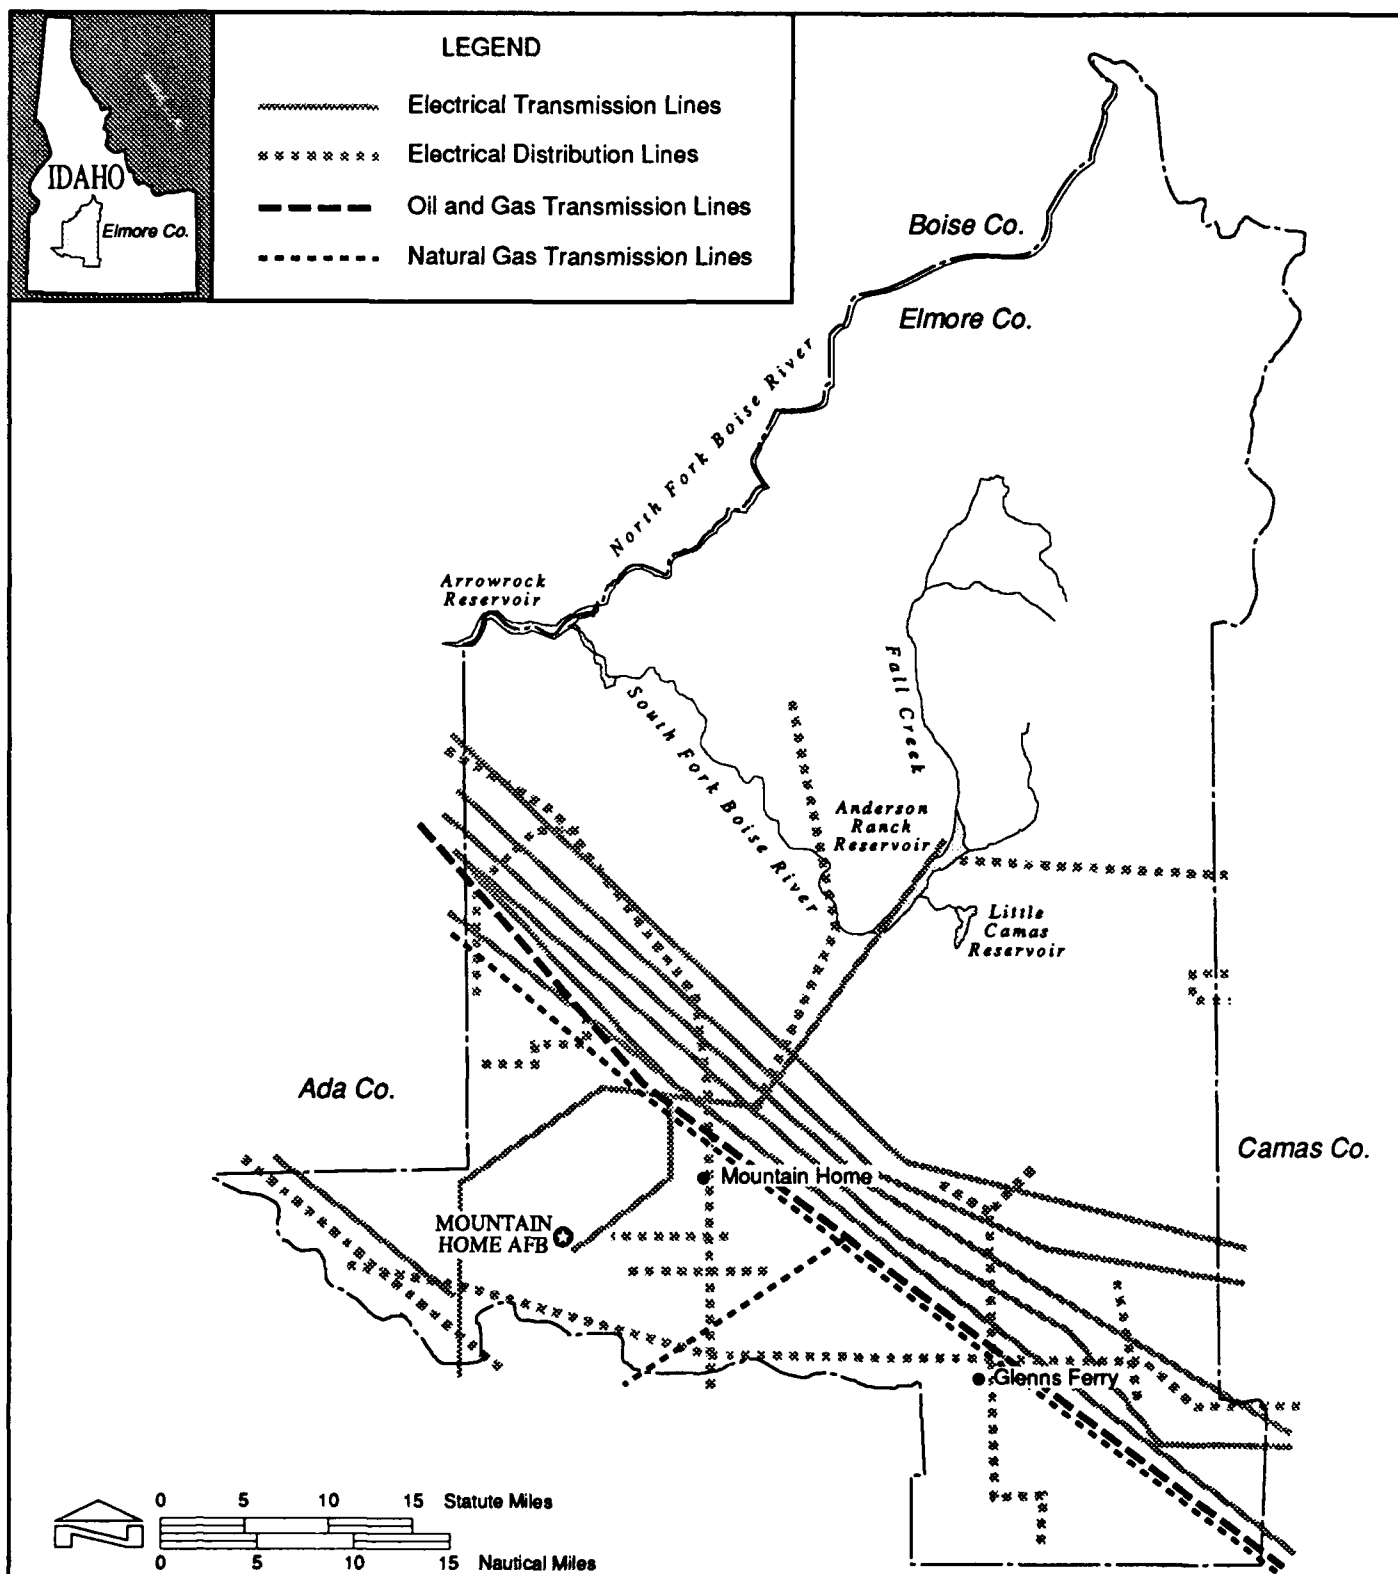 LEGEND
Electrical Transmission Lines
Electrical Distribution Lines
Oil and Gas Transmission Lines
Natural Gas Transmission Lines
IDAHO
Elmore Co.
Boise Co.
Elmore Co.
North Fork Boise River
Arrowrock
Reservoir
South Fork Boise River
Fall Creek
Anderson
Ranch
Reservoir
Little
Camas
Reservoir
Ada Co.
Camas Co.
Mountain Home
MOUNTAIN
HOME AFB
Glenns Ferry
0 5 10 15 Statute Miles
0 5 10 15 Nautical Miles
N